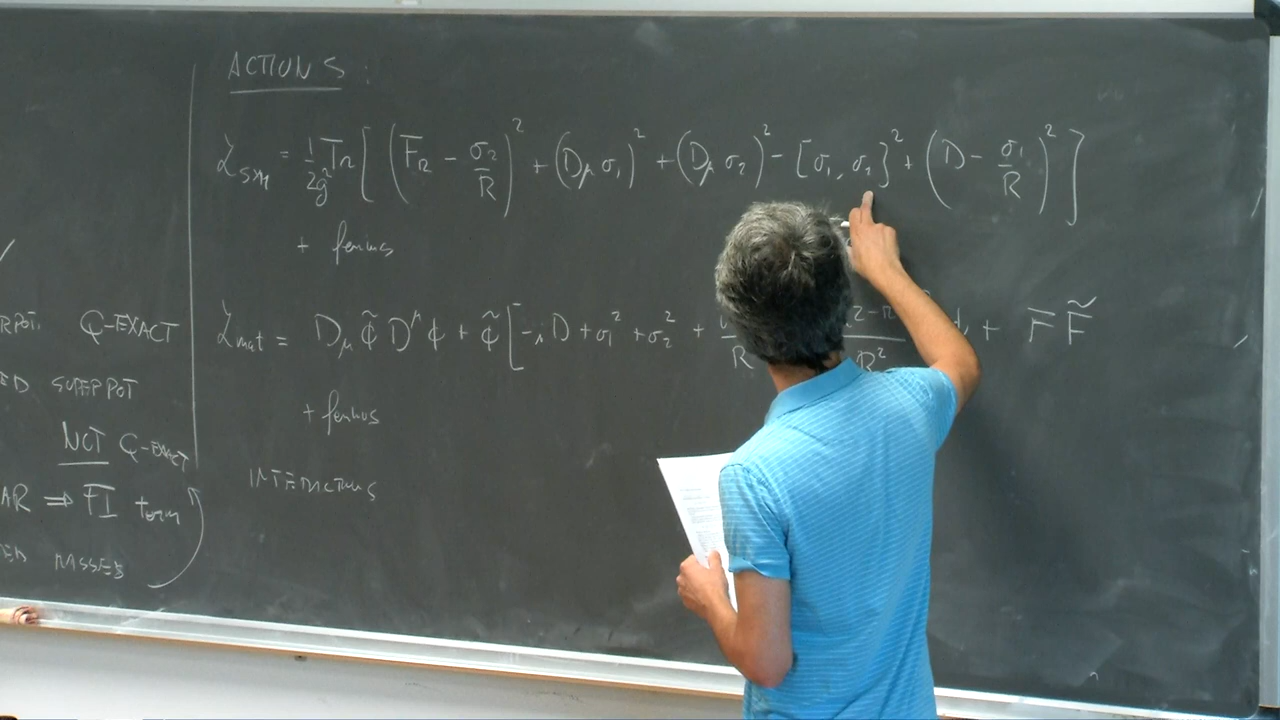 ACTIONS:
L_SYM = 1/2g² Tr [ (F₁₂ - σ₂/R)² + (D_μ σ₁)² + (D_μ σ₂)² - [σ₁, σ₂]² + (D - σ₁/R)² ]
+ fermions
L_mat = D_μ φ̃ D^μ φ + φ̃ [ -i D + σ₁² + σ₂² + R R² + F F̃
+ fermions
INTERACTIONS
Q-EXACT
SUPERPOT
NOT Q-EXACT
⇒ FI term
MASSES